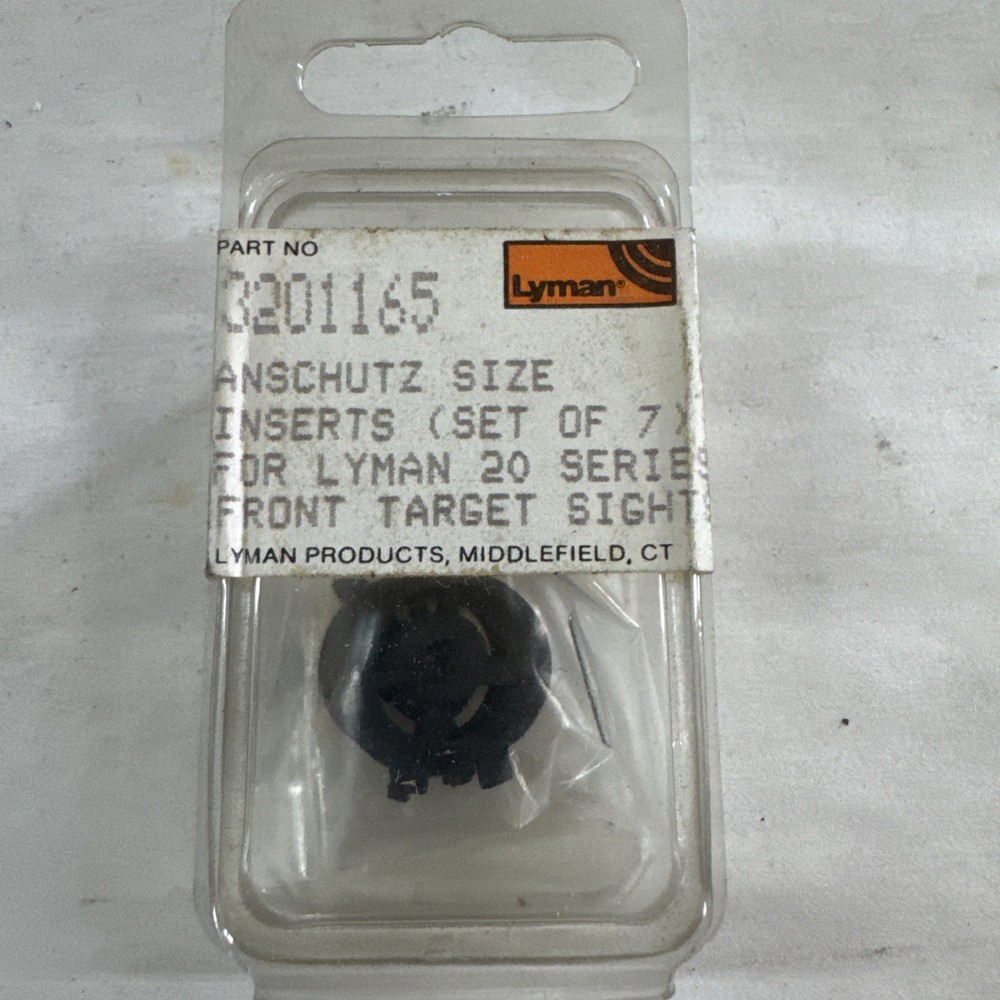 PART NO
Lyman®
3201165
ANSCHUTZ SIZE
INSERTS (SET OF 7)
FOR LYMAN 20 SERIES
FRONT TARGET SIGHT
LYMAN PRODUCTS, MIDDLEFIELD, CT